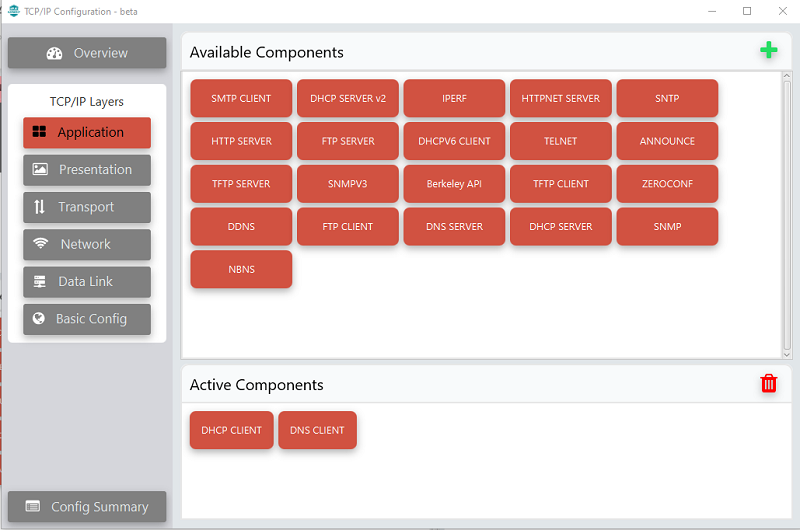 TCP/IP Configuration - beta
Overview
TCP/IP Layers
Application
Presentation
Transport
Network
Data Link
Basic Config
Config Summary
Available Components
SMTP CLIENT DHCP SERVER v2 IPERF HTTPNET SERVER SNTP
HTTP SERVER FTP SERVER DHCPV6 CLIENT TELNET ANNOUNCE
TFTP SERVER SNMPV3 Berkeley API TFTP CLIENT ZEROCONF
DDNS FTP CLIENT DNS SERVER DHCP SERVER SNMP
NBNS
Active Components
DHCP CLIENT DNS CLIENT